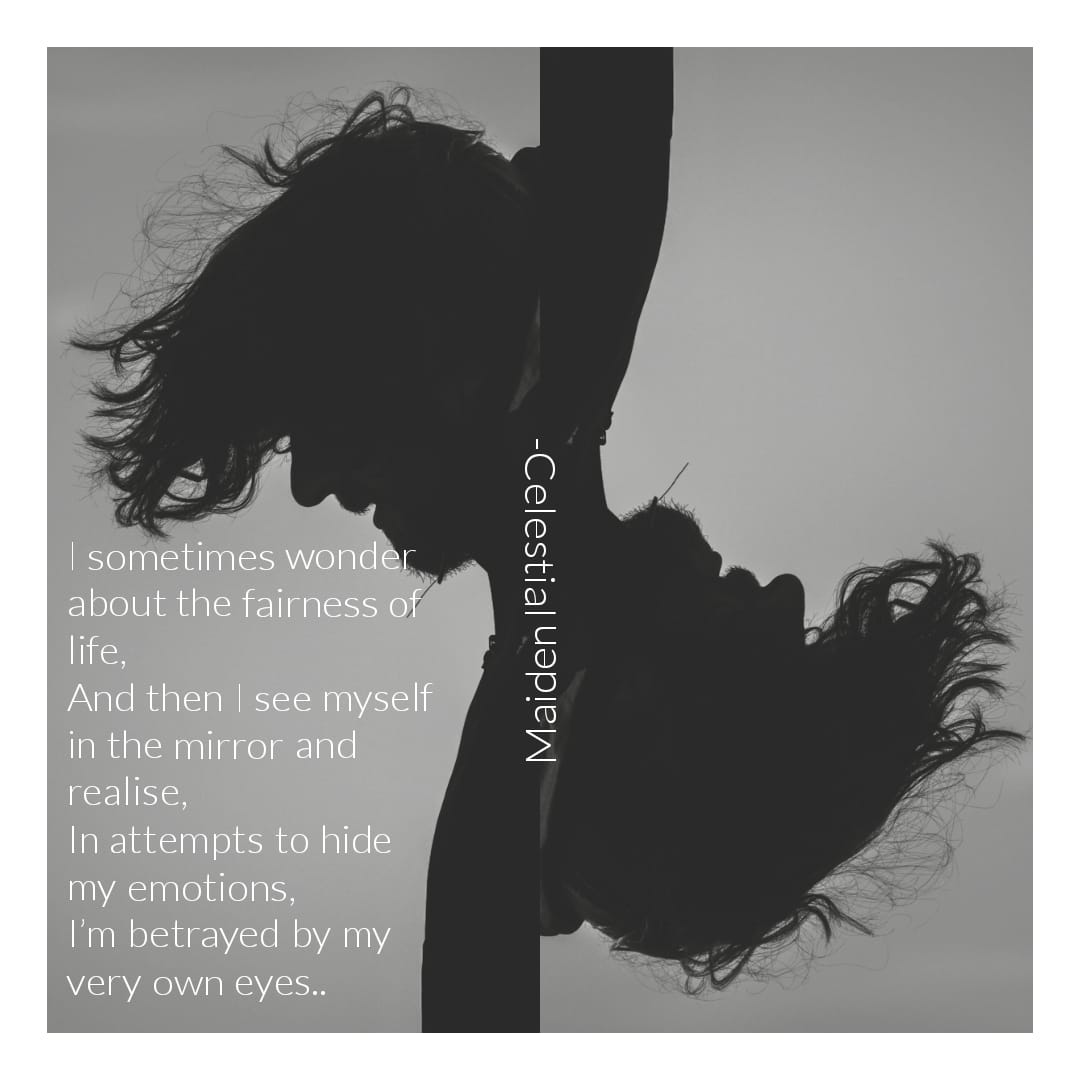 I sometimes wonder
about the fairness of
life,
And then I see myself
in the mirror and
realise,
In attempts to hide
my emotions,
I'm betrayed by my
very own eyes..
-Celestial Maiden